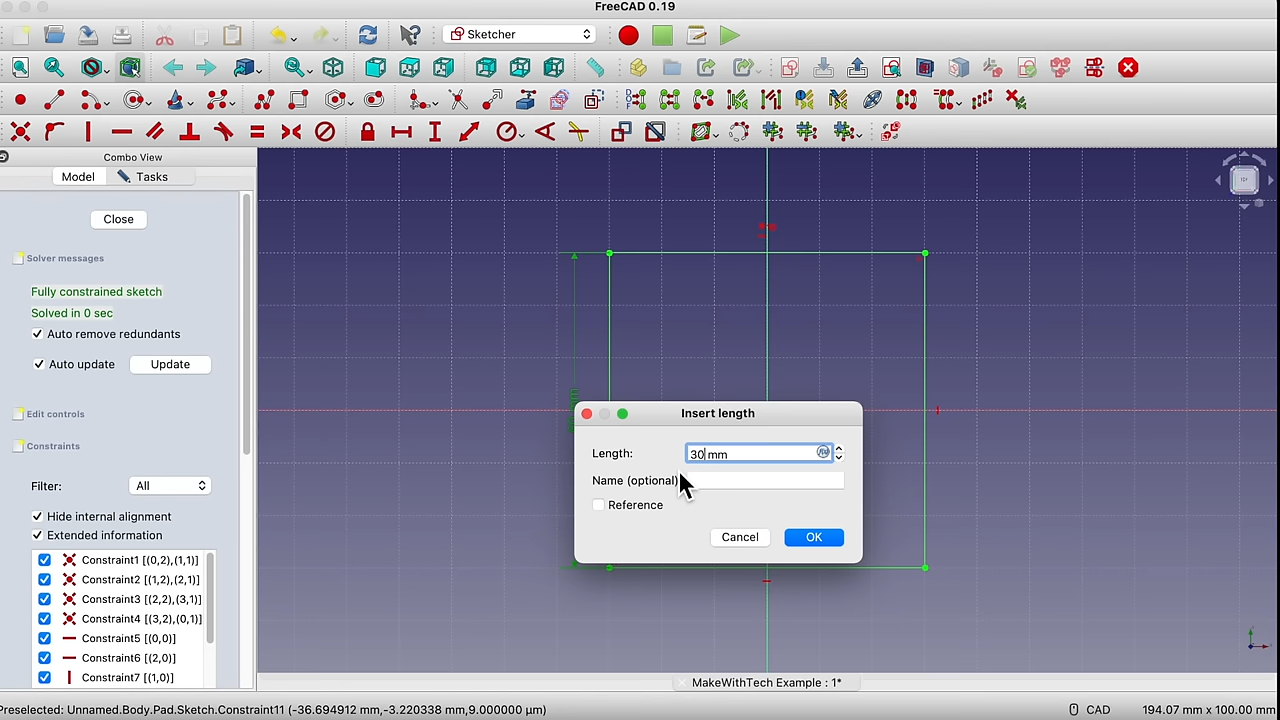 FreeCAD 0.19
Sketcher
Combo View
Model
Tasks
Close
Solver messages
Fully constrained sketch
Solved in 0 sec
Auto remove redundants
Auto update
Update
Edit controls
Constraints
Filter:
All
Hide internal alignment
Extended information
Constraint1 [(0,2),(1,1)]
Constraint2 [(1,2),(2,1)]
Constraint3 [(2,2),(3,1)]
Constraint4 [(3,2),(0,1)]
Constraint5 [(0,0)]
Constraint6 [(2,0)]
Constraint7 [(1,0)]
Insert length
Length:
30 mm
Name (optional)
Reference
Cancel
OK
MakeWithTech Example : 1*
Preselected: Unnamed.Body.Pad.Sketch.Constraint11 (-36.694912 mm,-3.220338 mm,9.000000 µm)
CAD
194.07 mm x 100.00 mm